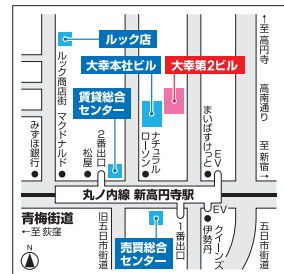 ルック店
大幸本社ビル
大幸第2ビル
賃貸総合
センター
ルック商店街
マクドナルド
みずほ銀行
松屋
2番出口
ナチュラル
ローソン
まいばすけっと
EV
高南通り
↑至高円寺
至新宿→
丸ノ内線 新高円寺駅
青梅街道
←至 荻窪
旧五日市街道
売買総合
センター
1番出口
EV
クイーンズ
伊勢丹
五日市街道
N